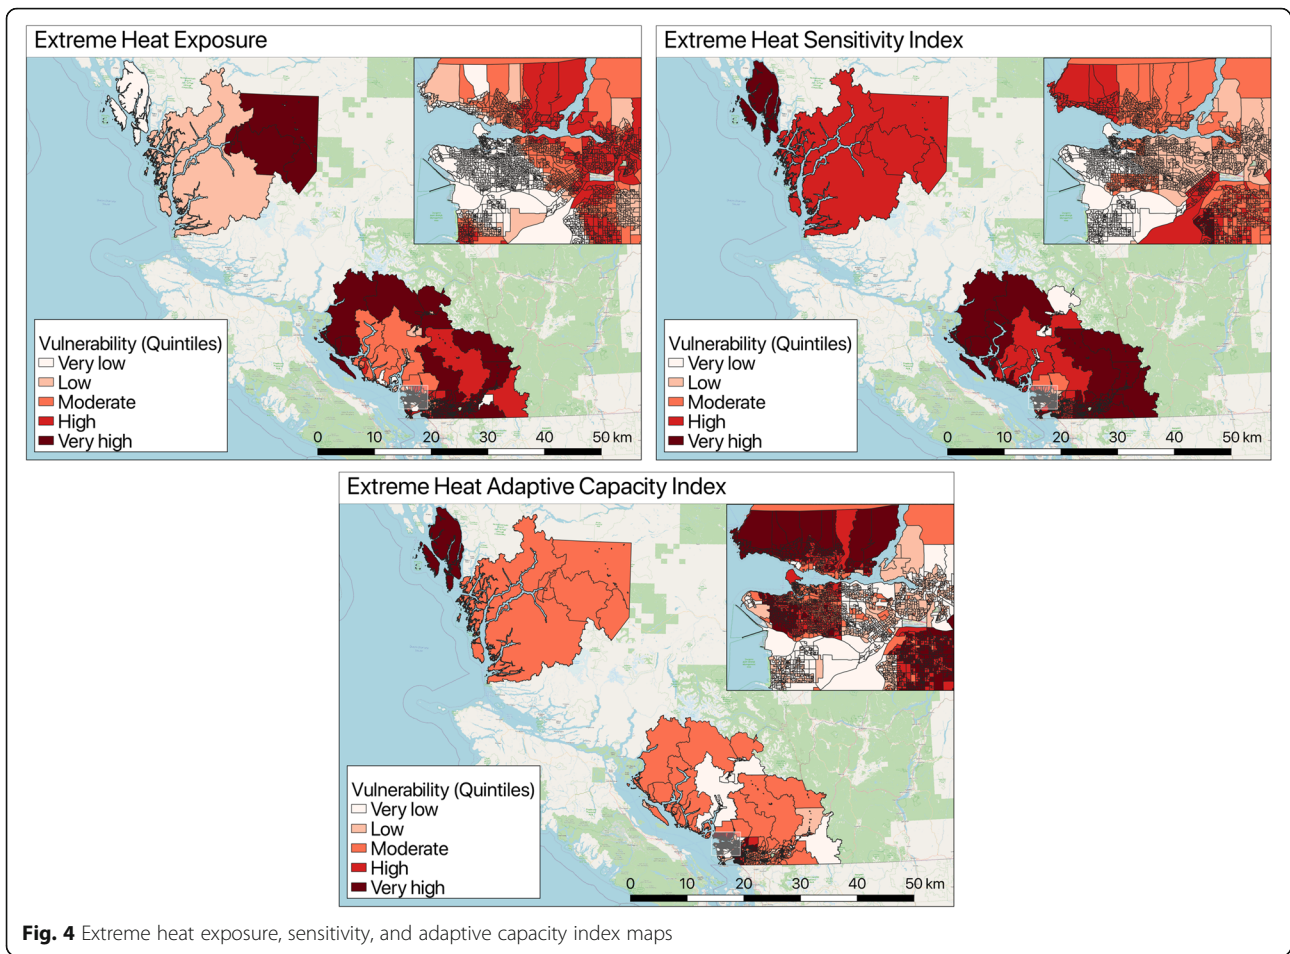 Extreme Heat Exposure
Vulnerability (Quintiles)
Very low
Low
Moderate
High
Very high
0 10 20 30 40 50 km
Extreme Heat Sensitivity Index
Vulnerability (Quintiles)
Very low
Low
Moderate
High
Very high
0 10 20 30 40 50 km
Extreme Heat Adaptive Capacity Index
Vulnerability (Quintiles)
Very low
Low
Moderate
High
Very high
0 10 20 30 40 50 km
Fig. 4 Extreme heat exposure, sensitivity, and adaptive capacity index maps